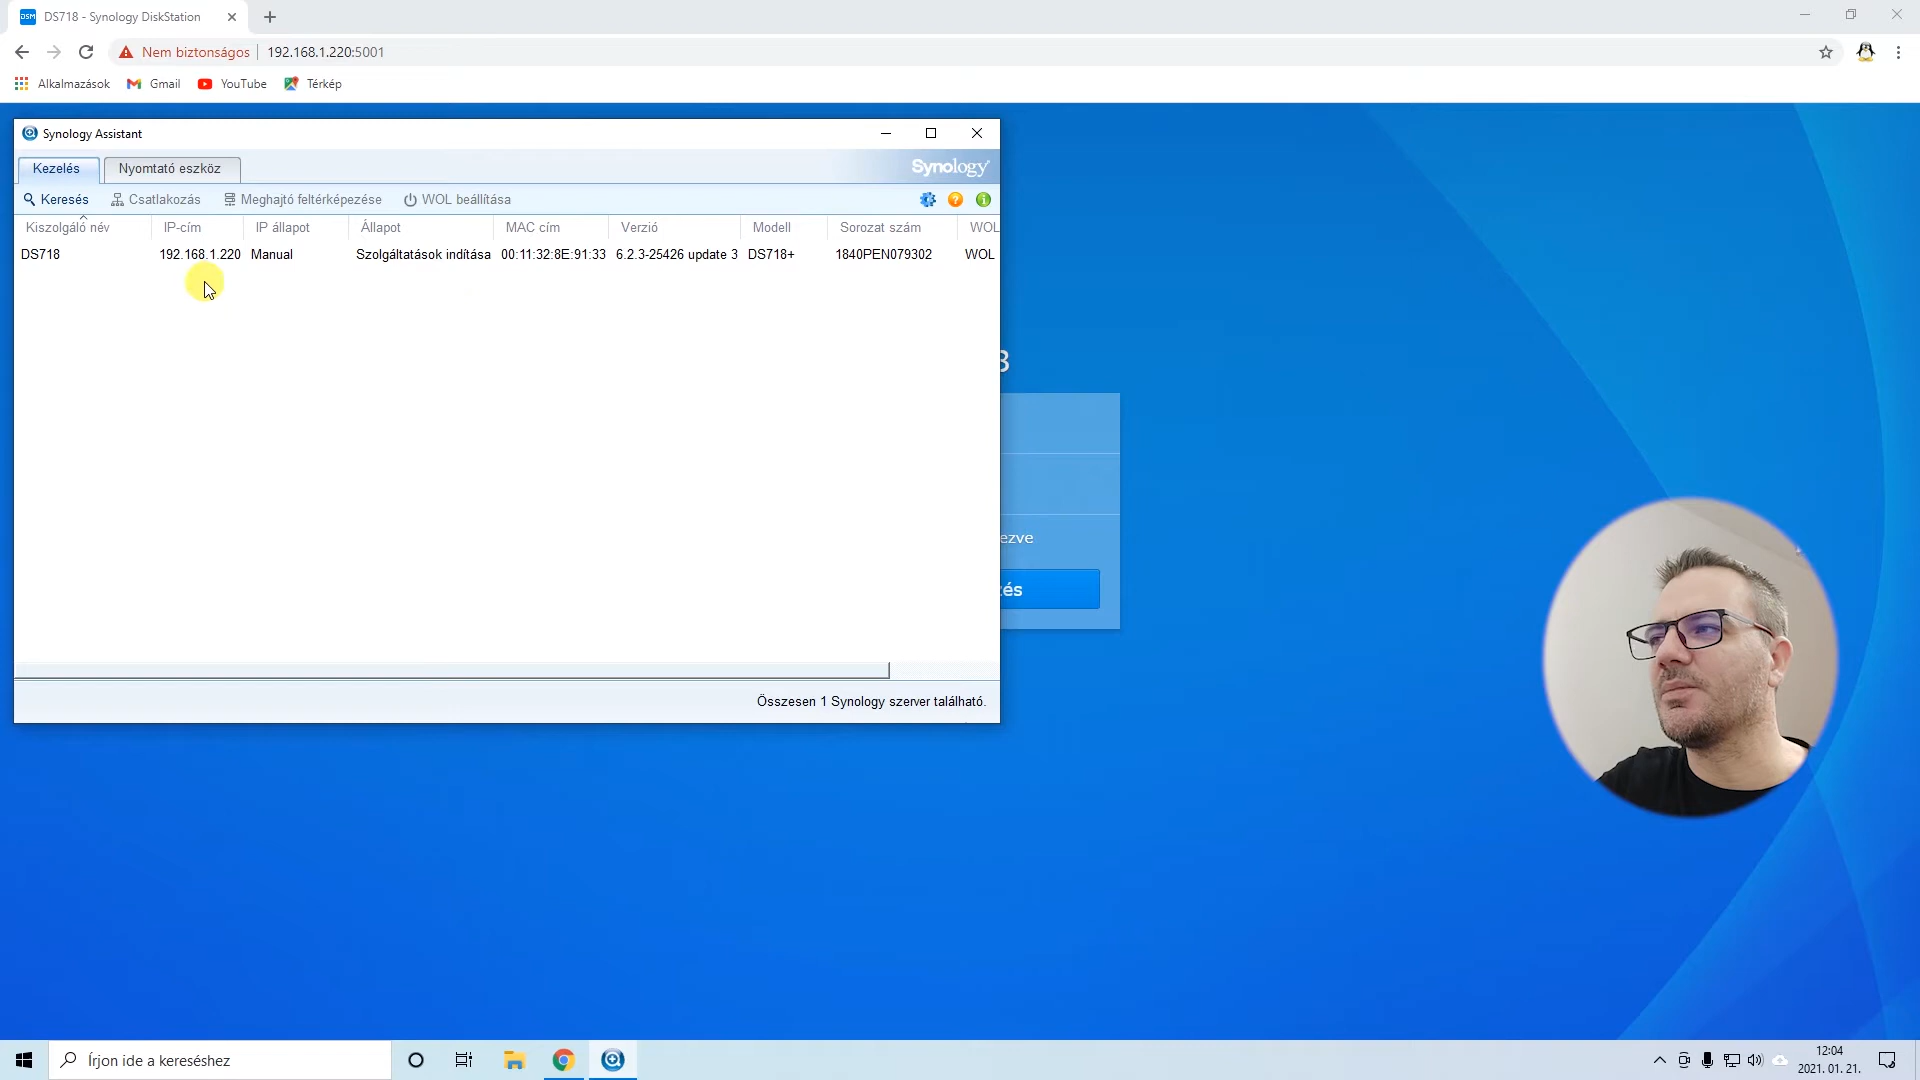 DS718 - Synology DiskStation
Nem biztonságos 192.168.1.220:5001
Alkalmazások Gmail YouTube Térkép
Synology Assistant
Kezelés Nyomtató eszköz Synology
Keresés Csatlakozás Meghajtó feltérképezése WOL beállítása
Kiszolgáló név IP-cím IP állapot Állapot MAC cím Verzió Modell Sorozat szám WOL
DS718 192.168.1.220 Manual Szolgáltatások indítása 00:11:32:8E:91:33 6.2.3-25426 update 3 DS718+ 1840PEN079302 WOL
ezve
és
Összesen 1 Synology szerver található.
Írjon ide a kereséshez
12:04
2021. 01. 21.